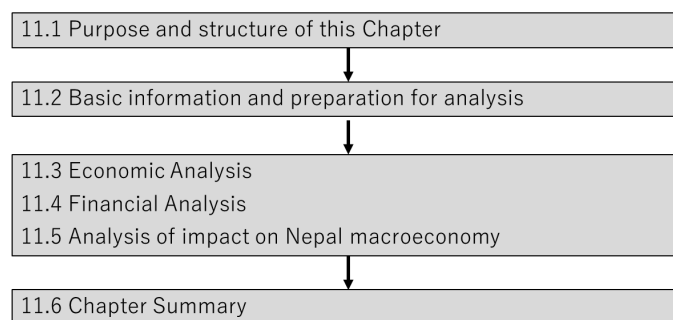 11.1 Purpose and structure of this Chapter
11.2 Basic information and preparation for analysis
11.3 Economic Analysis
11.4 Financial Analysis
11.5 Analysis of impact on Nepal macroeconomy
11.6 Chapter Summary